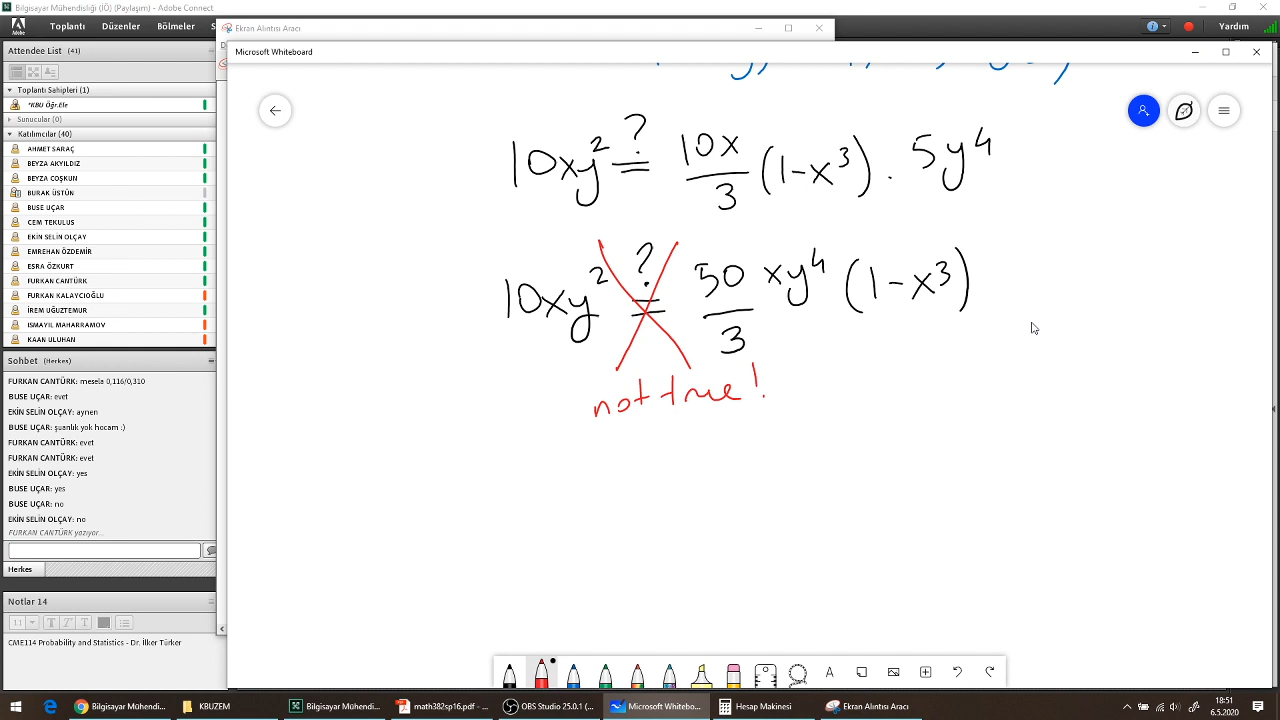 Bilgisayar Mühendisliği (İÖ) (Paylaşım) - Adobe Connect
Adobe
Toplantı Düzenler Bölmeler
Yardım
Attendee List (41)
Toplantı Sahipleri (1)
*KBU Öğr.Ele
Sunucular (0)
Katılımcılar (40)
AHMET SARAÇ
BEYZA AKYILDIZ
BEYZA COŞKUN
BURAK ÜSTÜN
BUSE UÇAR
CEM TEKULUS
EKİN SELİN OLÇAY
EMREHAN ÖZDEMİR
ESRA ÖZKURT
FURKAN CANTÜRK
FURKAN KALAYCIOĞLU
İREM UĞUZTEMUR
ISMAYIL MAHARRAMOV
KAAN ULUHAN
Sohbet (Herkes)
FURKAN CANTÜRK: mesela 0,116/0,310
BUSE UÇAR: evet
EKİN SELİN OLÇAY: aynen
BUSE UÇAR: şuanlık yok hocam :)
FURKAN CANTÜRK: evet
FURKAN CANTÜRK: evet
EKİN SELİN OLÇAY: yes
BUSE UÇAR: yes
BUSE UÇAR: no
EKİN SELİN OLÇAY: no
FURKAN CANTÜRK yazıyor...
Herkes
Notlar 14
11
CME114 Probability and Statistics - Dr. İlker Türker
Ekran Alıntısı Aracı
Microsoft Whiteboard
10xy² ?= 10x/3 (1-x³) . 5y⁴
10xy² ?= 50/3 xy⁴ (1-x³)
not true!
Bilgisayar Mühendi...
KBUZEM
Bilgisayar Mühendi...
math382sp16.pdf - ...
OBS Studio 25.0.1 (...
Microsoft Whitebo...
Hesap Makinesi
Ekran Alıntısı Aracı
18:51
6.5.2020